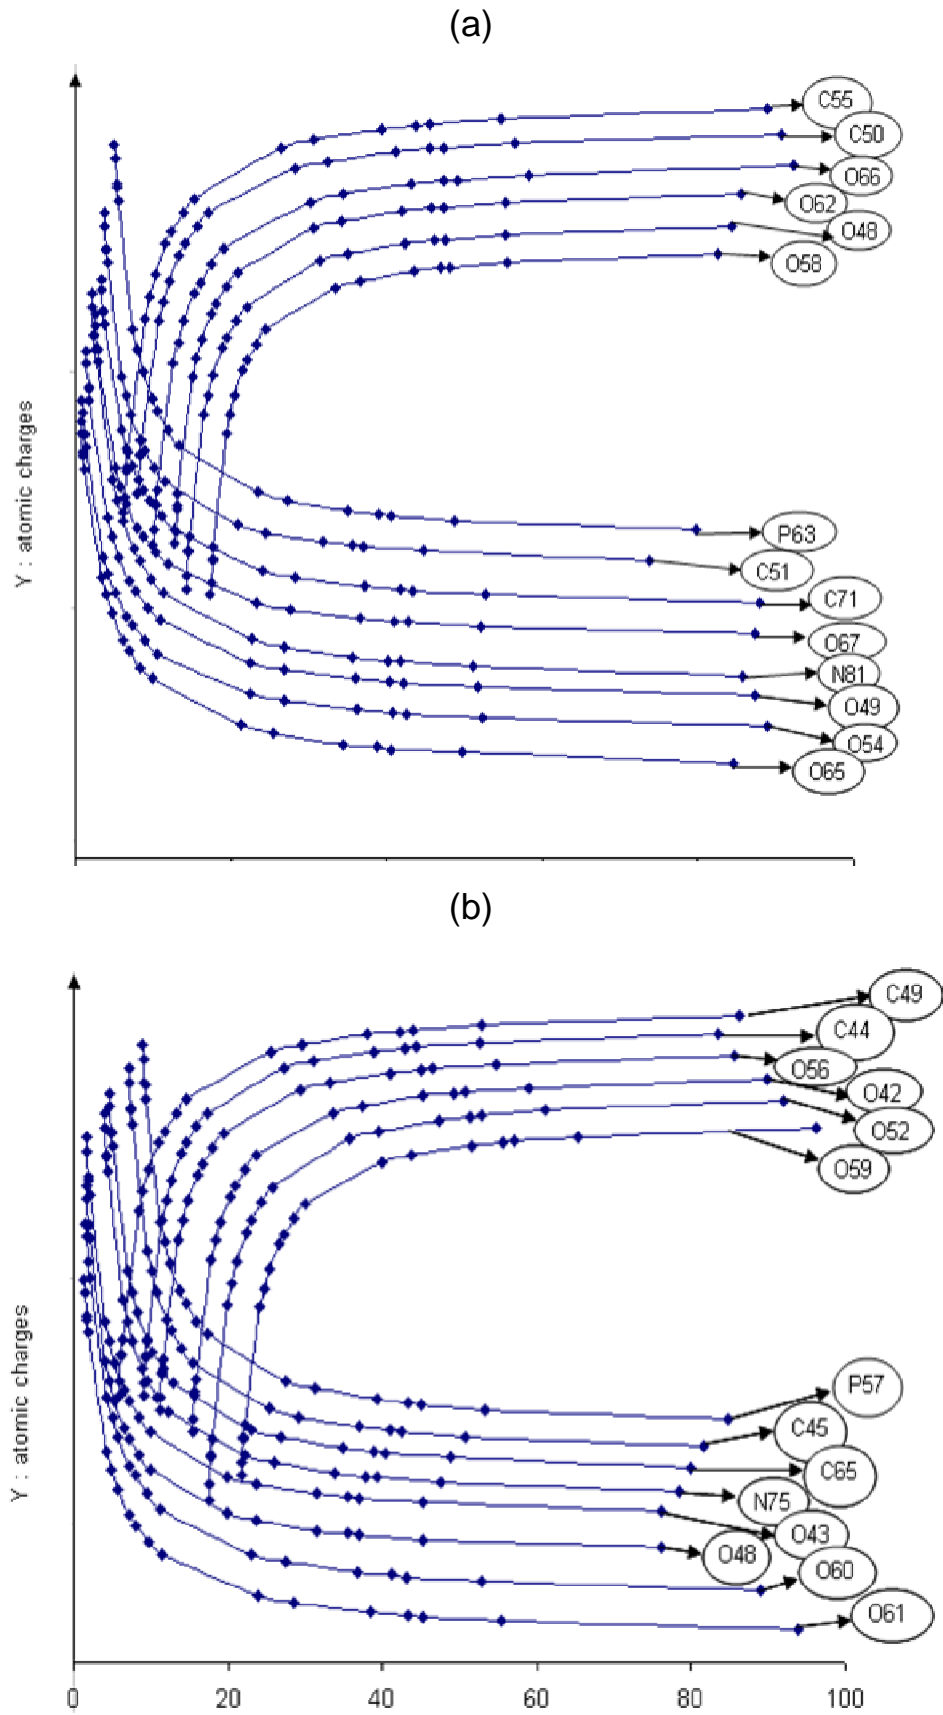 (a)
C55
C50
O66
O62
O48
O58
Y : atomic charges
P63
C51
C71
O67
N81
O49
O54
O65
(b)
C49
C44
O56
O42
O52
O59
Y : atomic charges
P57
C45
C65
N75
O43
O48
O60
O61
0 20 40 60 80 100